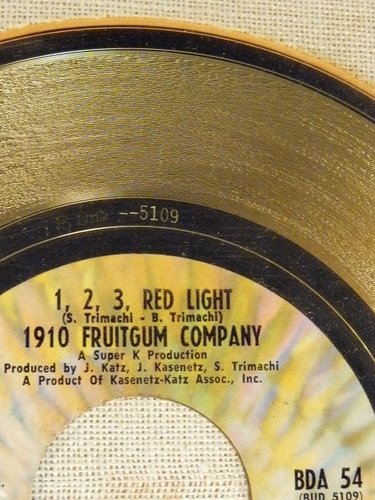 --5109
1, 2, 3, RED LIGHT
(S. Trimachi - B. Trimachi)
1910 FRUITGUM COMPANY
A Super K Production
Produced by J. Katz, J. Kasenetz, S. Trimachi
A Product Of Kasenetz-Katz Assoc., Inc.
BDA 54
(BUD 5109)